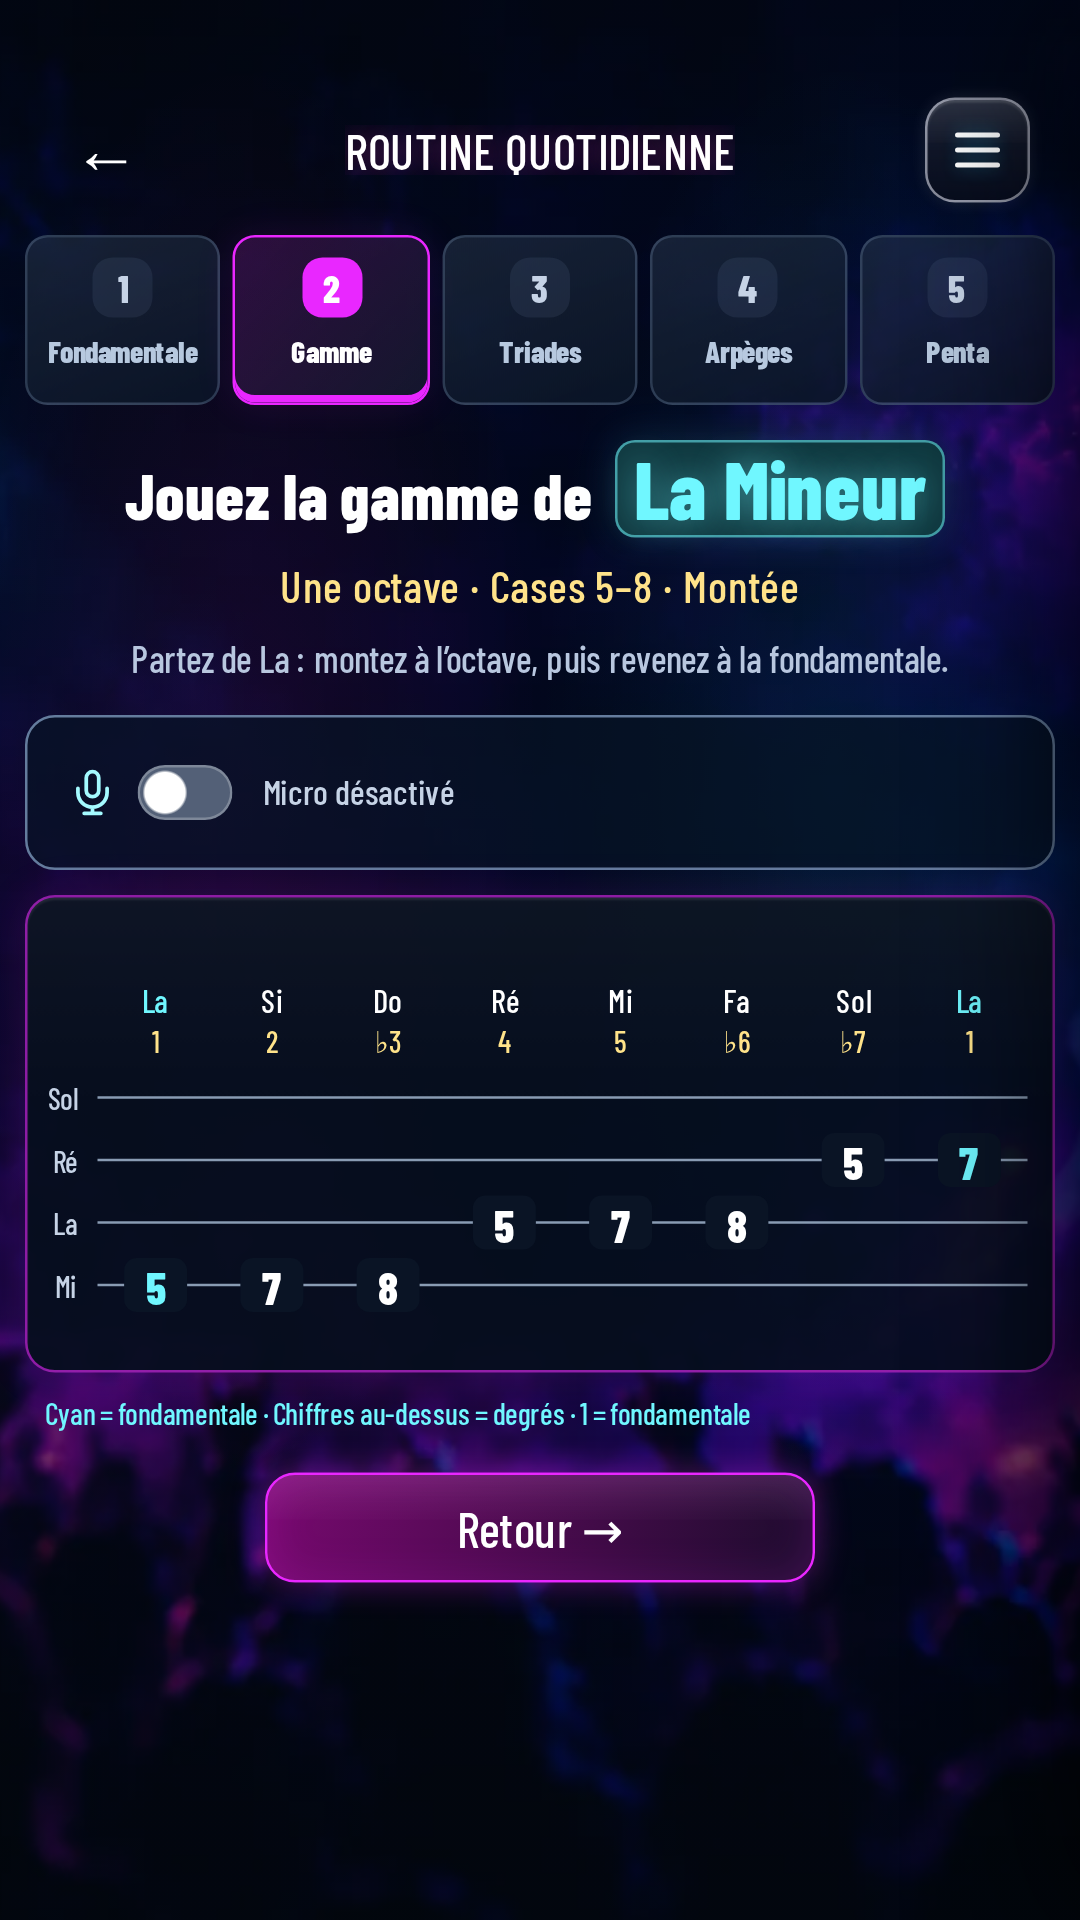 ← ROUTINE QUOTIDIENNE
1 2 3 4 5
Fondamentale Gamme Triades Arpèges Penta
Jouez la gamme de La Mineur
Une octave · Cases 5–8 · Montée
Partez de La : montez à l’octave, puis revenez à la fondamentale.
Micro désactivé
La Si Do Ré Mi Fa Sol La
1 2 ♭3 4 5 ♭6 ♭7 1
Sol
Ré 5 7
La 5 7 8
Mi 5 7 8
Cyan = fondamentale · Chiffres au-dessus = degrés · 1 = fondamentale
Retour →